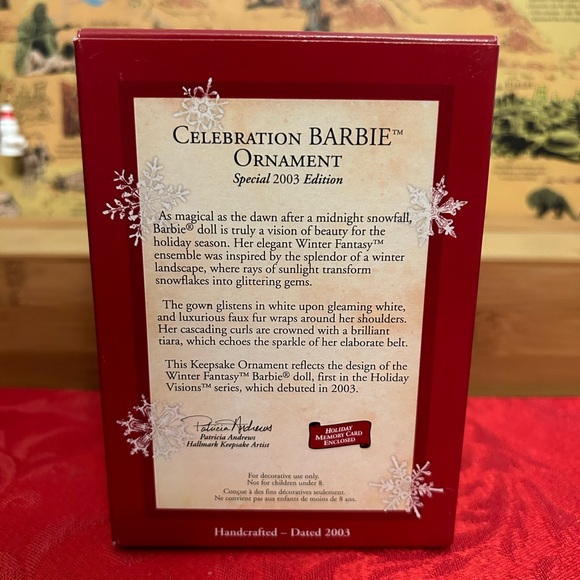 CELEBRATION BARBIE™
ORNAMENT
Special 2003 Edition
As magical as the dawn after a midnight snowfall,
Barbie® doll is truly a vision of beauty for the
holiday season. Her elegant Winter Fantasy™
ensemble was inspired by the splendor of a winter
landscape, where rays of sunlight transform
snowflakes into glittering gems.
The gown glistens in white upon gleaming white,
and luxurious faux fur wraps around her shoulders.
Her cascading curls are crowned with a brilliant
tiara, which echoes the sparkle of her elaborate belt.
This Keepsake Ornament reflects the design of the
Winter Fantasy™ Barbie® doll, first in the Holiday
Visions™ series, which debuted in 2003.
Patricia Andrews
Patricia Andrews
Hallmark Keepsake Artist
HOLIDAY
MEMORY CARD
ENCLOSED
For decorative use only.
Not for children under 8.
Conçue à des fins décoratives seulement.
Ne convient pas aux enfants de moins de 8 ans.
Handcrafted – Dated 2003